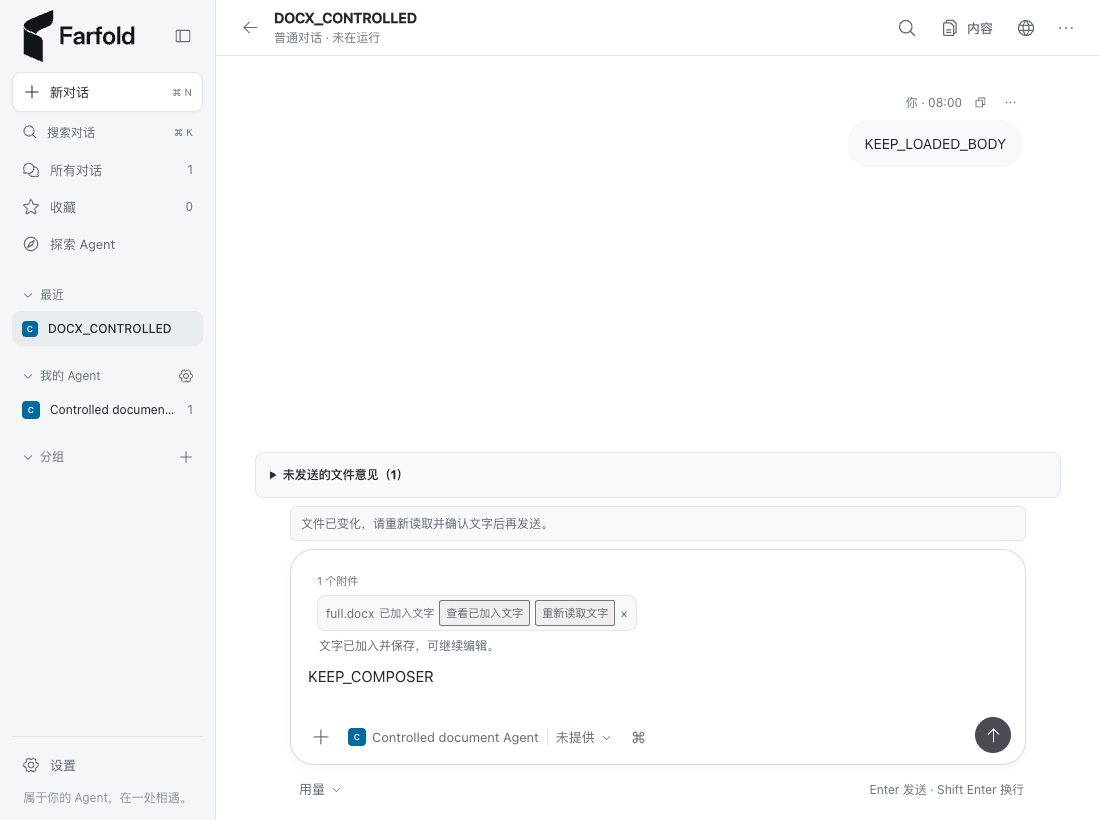 Farfold
新对话
⌘ N
搜索对话
⌘ K
所有对话
1
收藏
0
探索 Agent
最近
C
DOCX_CONTROLLED
我的 Agent
C
Controlled documen...
1
分组
设置
属于你的 Agent，在一处相遇。
DOCX_CONTROLLED
普通对话 · 未在运行
内容
你 · 08:00
KEEP_LOADED_BODY
未发送的文件意见（1）
文件已变化，请重新读取并确认文字后再发送。
1 个附件
full.docx 已加入文字 查看已加入文字 重新读取文字 ×
文字已加入并保存，可继续编辑。
KEEP_COMPOSER
C
Controlled document Agent
未提供
⌘
用量
Enter 发送 · Shift Enter 换行